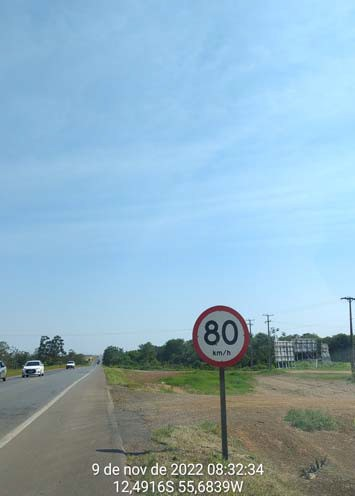 80
km/h
9 de nov de 2022 08:32:34
12,4916S 55,6839W